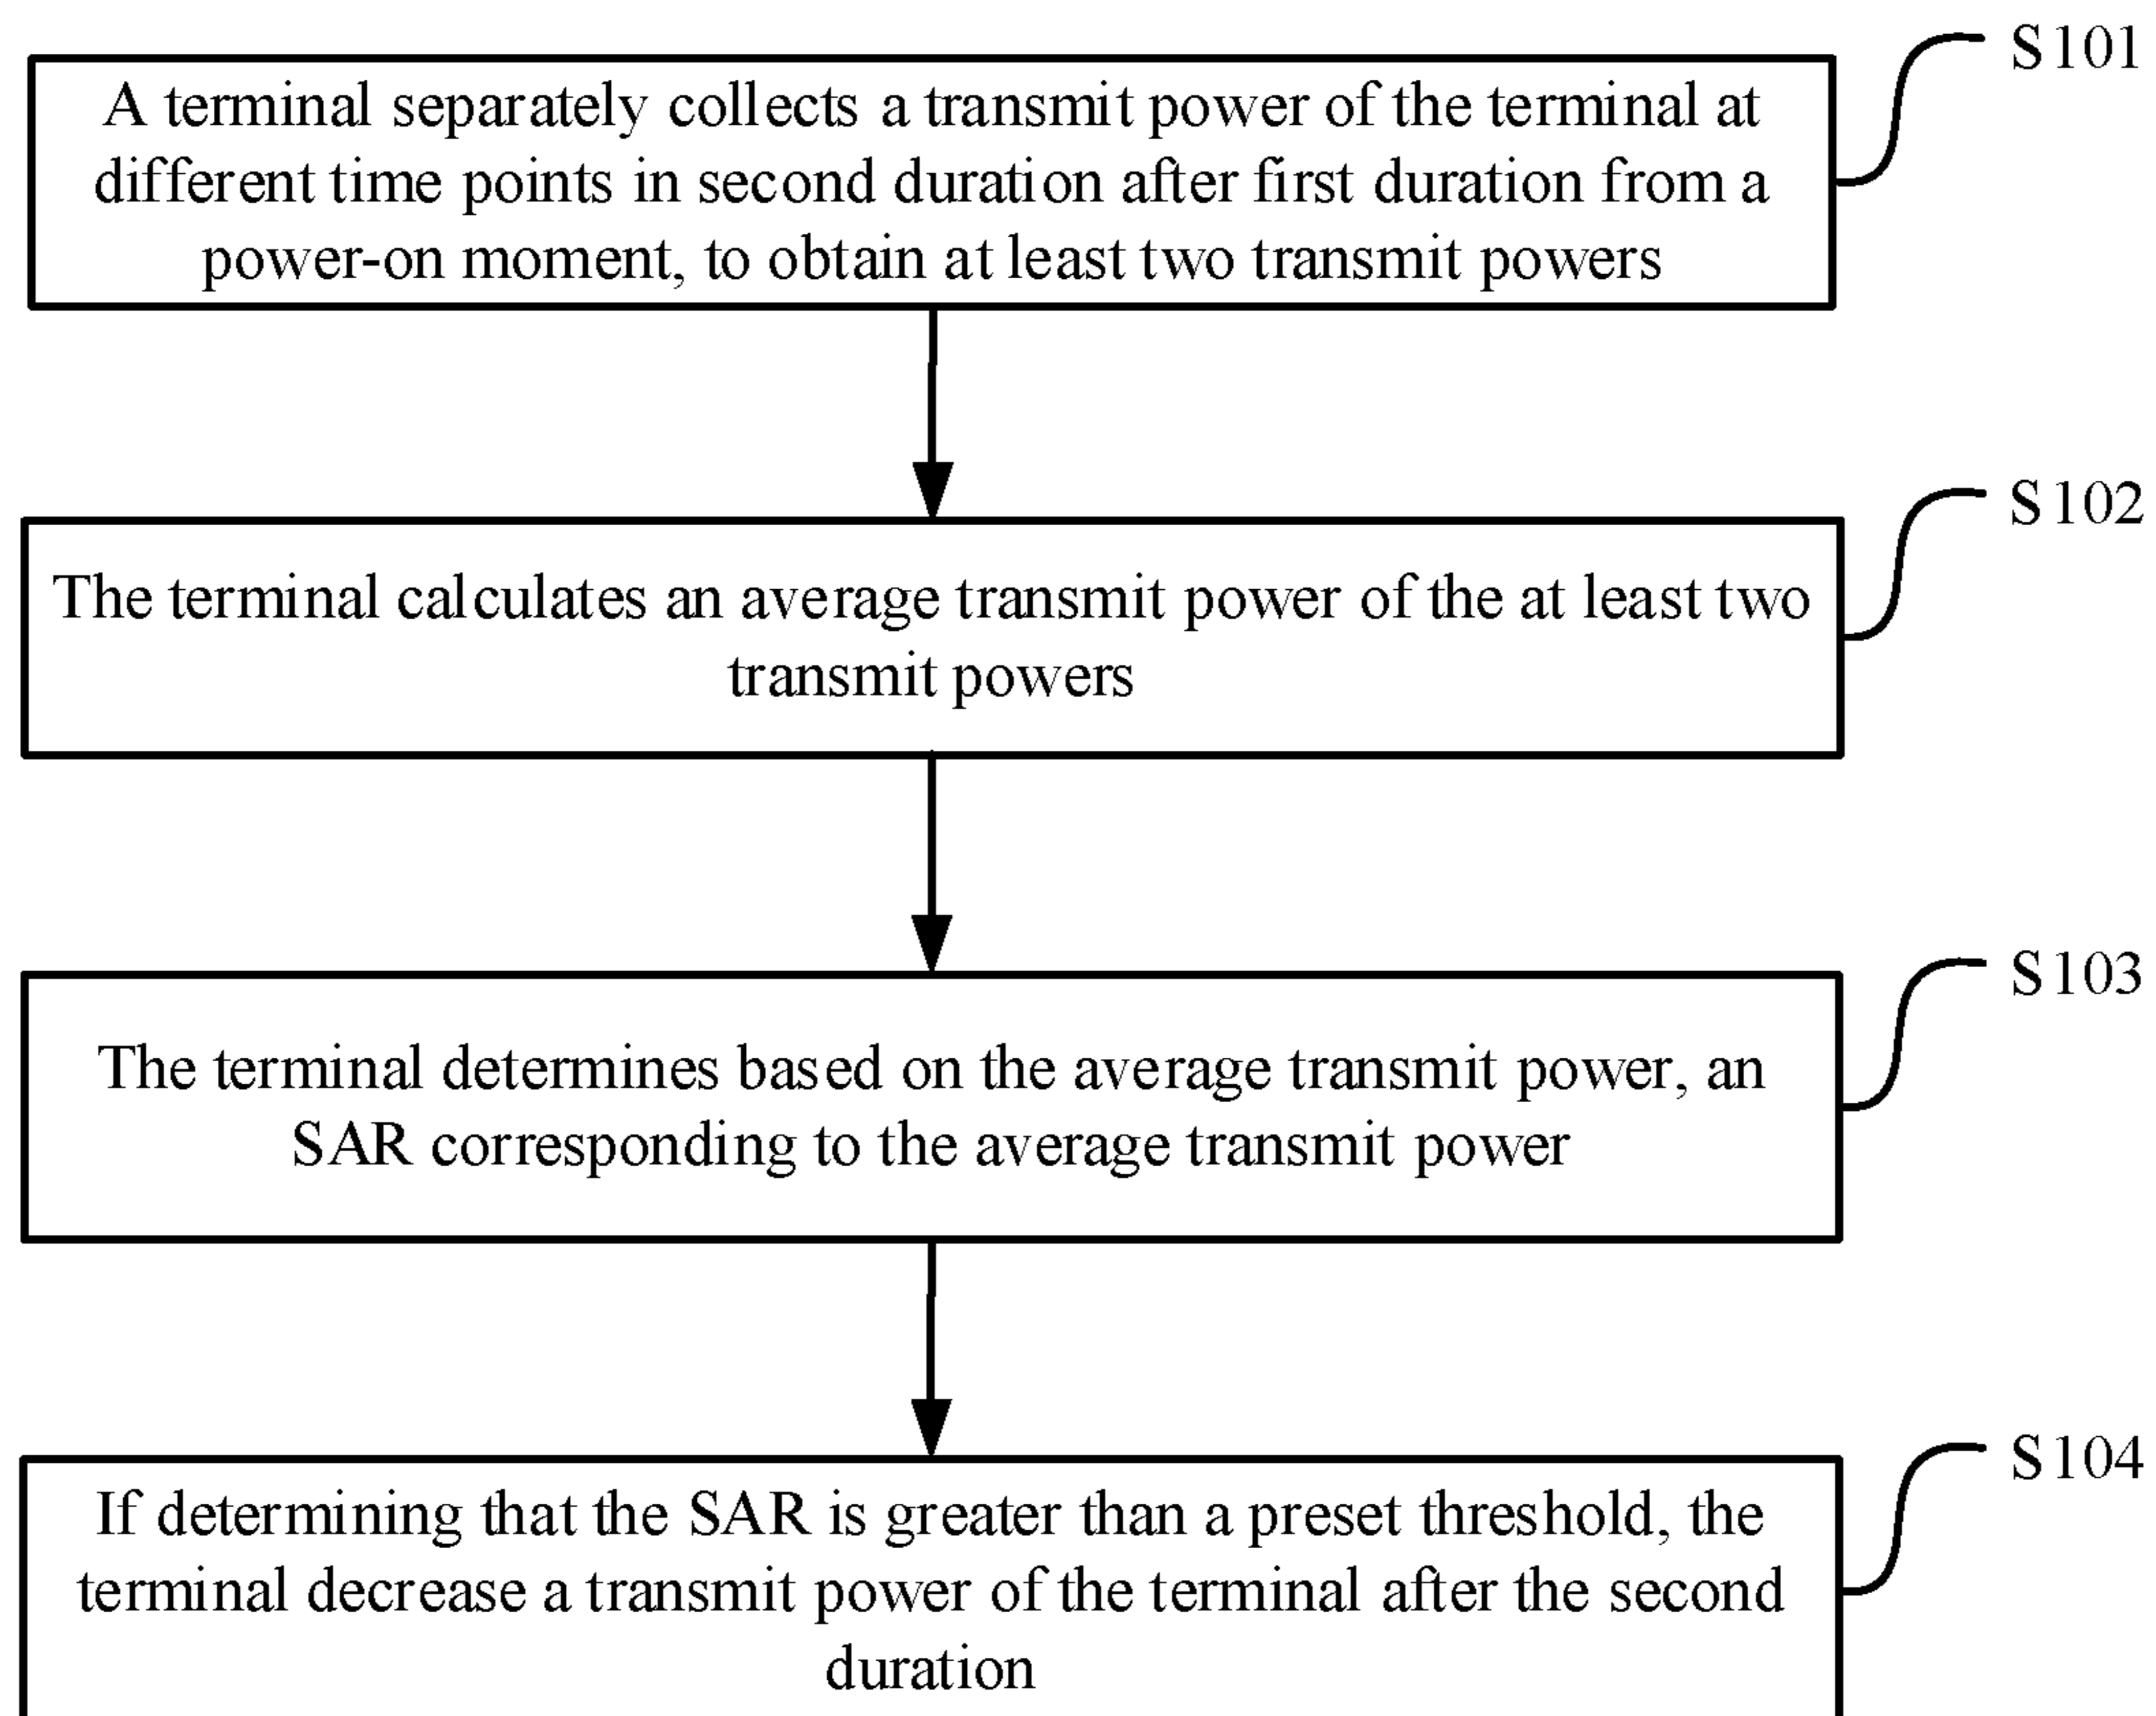 S101
A terminal separately collects a transmit power of the terminal at
different time points in second duration after first duration from a
power-on moment, to obtain at least two transmit powers
S102
The terminal calculates an average transmit power of the at least two
transmit powers
S103
The terminal determines based on the average transmit power, an
SAR corresponding to the average transmit power
S104
If determining that the SAR is greater than a preset threshold, the
terminal decrease a transmit power of the terminal after the second
duration